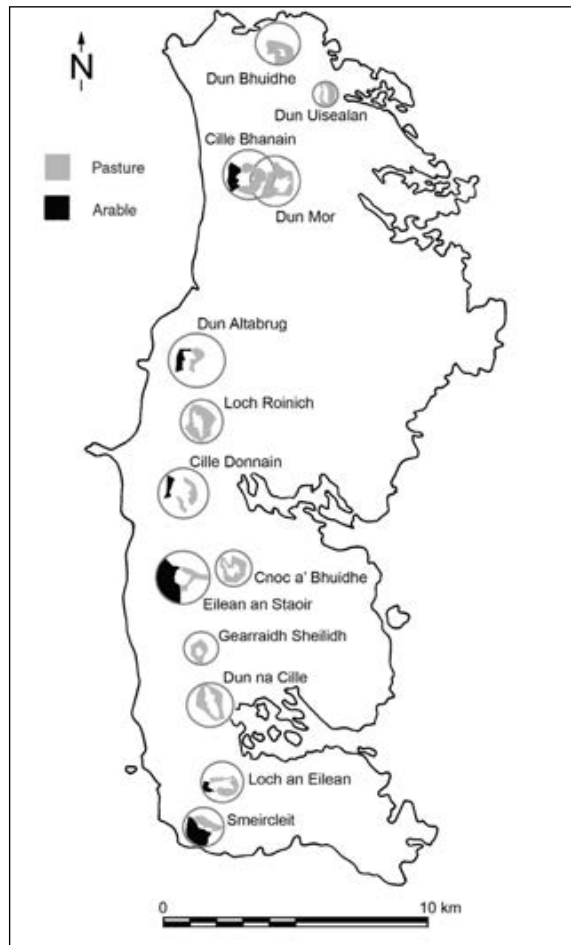 N
Dun Bhuidhe
Dun Uisealan
Cille Bhanain
Pasture
Arable
Dun Mor
Dun Altabrug
Loch Roinich
Cille Donnain
Cnoc a' Bhuidhe
Eilean an Staoir
Gearraidh Sheilidh
Dun na Cille
Loch an Eilean
Smeircleit
0 10 km